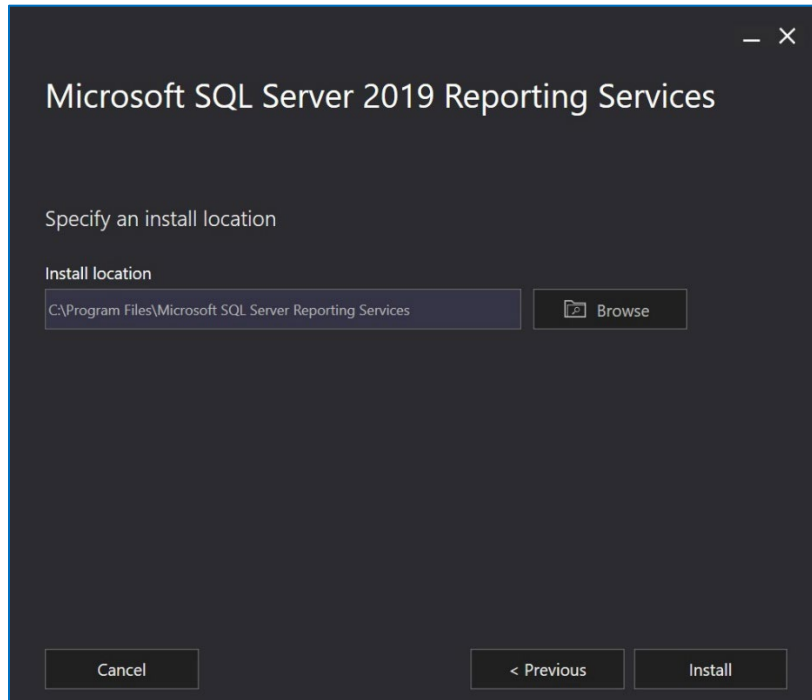 Microsoft SQL Server 2019 Reporting Services
Specify an install location
Install location
C:\Program Files\Microsoft SQL Server Reporting Services
Browse
Cancel
< Previous
Install